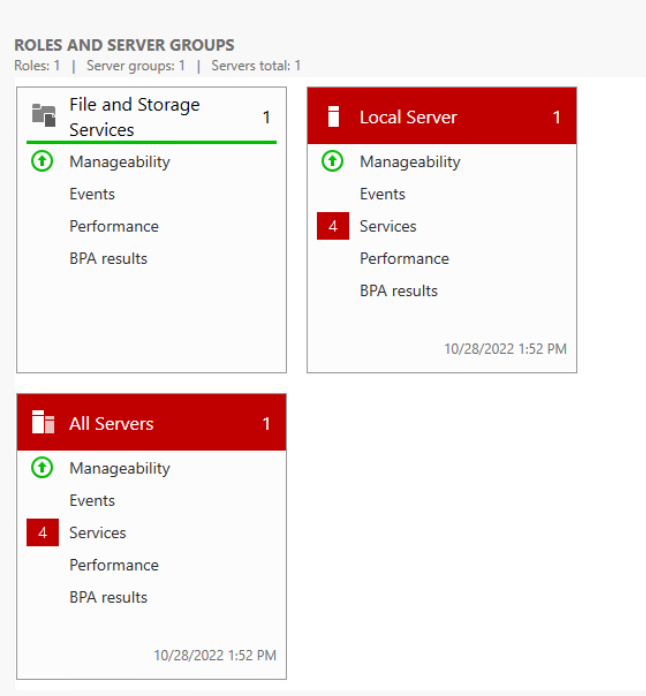 ROLES AND SERVER GROUPS
Roles: 1 | Server groups: 1 | Servers total: 1
File and Storage
Services
1
Manageability
Events
Performance
BPA results
Local Server 1
Manageability
Events
4 Services
Performance
BPA results
10/28/2022 1:52 PM
All Servers 1
Manageability
Events
4 Services
Performance
BPA results
10/28/2022 1:52 PM